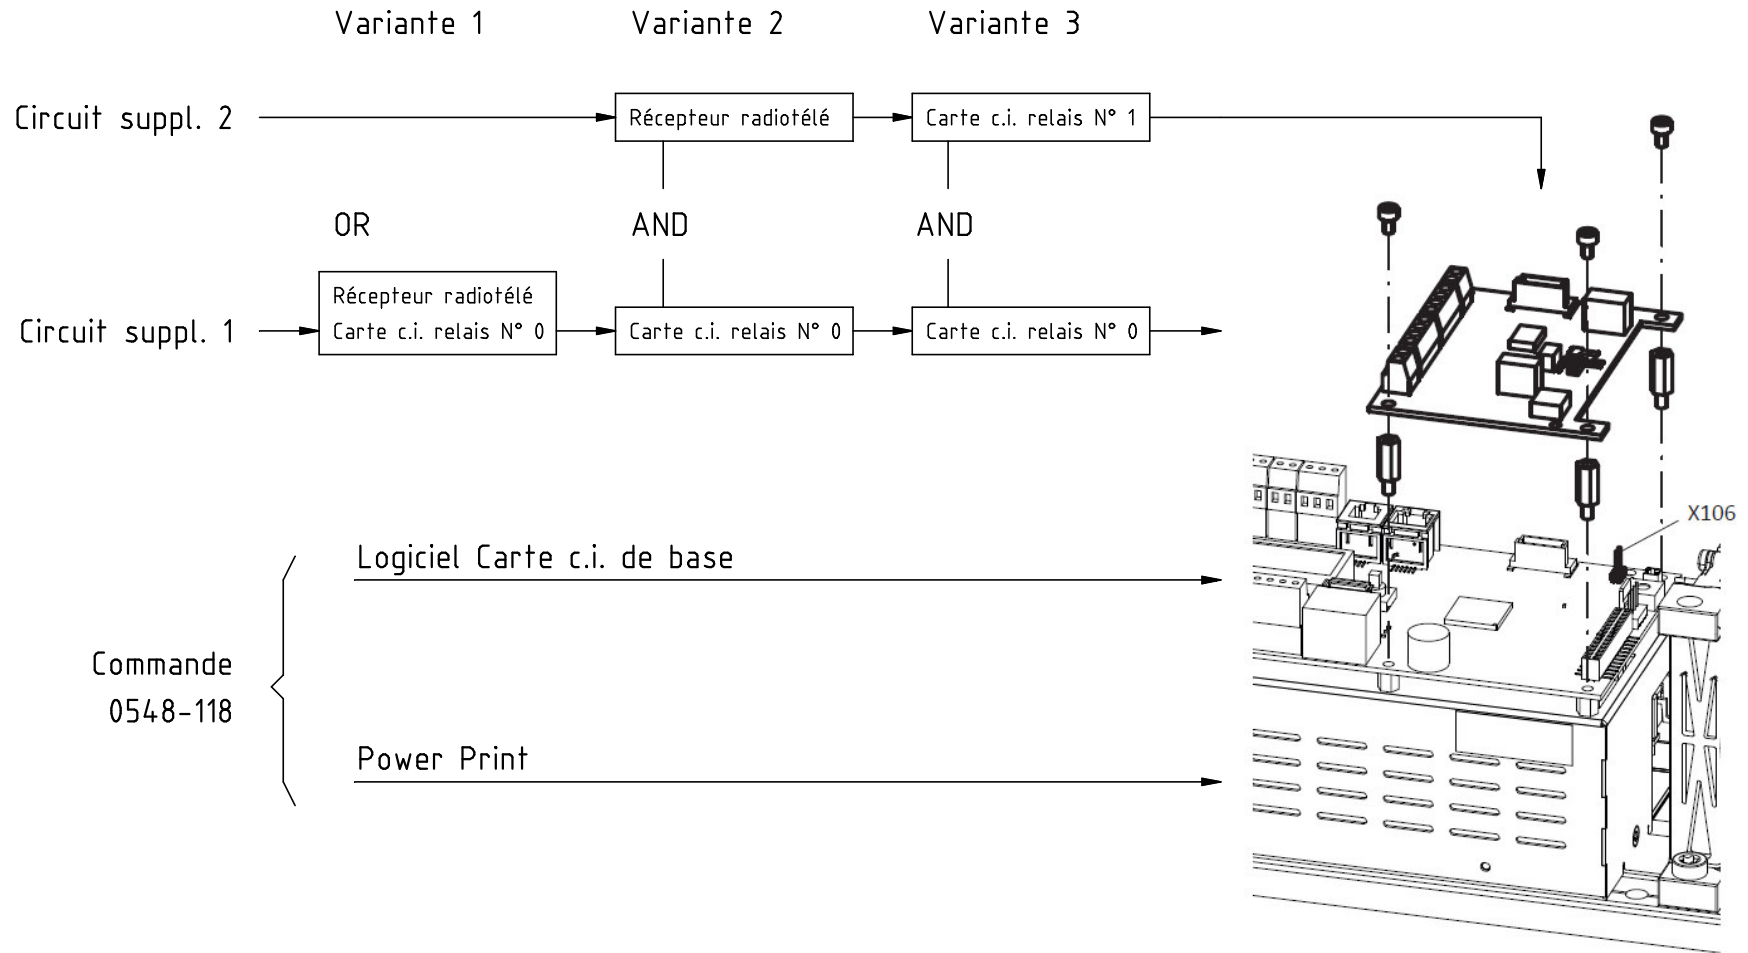 Variante 1
Variante 2
Variante 3
Circuit suppl. 2
Récepteur radiotélé
Carte c.i. relais N° 1
OR
AND
AND
Circuit suppl. 1
Récepteur radiotélé
Carte c.i. relais N° 0
Carte c.i. relais N° 0
Carte c.i. relais N° 0
X106
Logiciel Carte c.i. de base
Commande
0548-118
Power Print